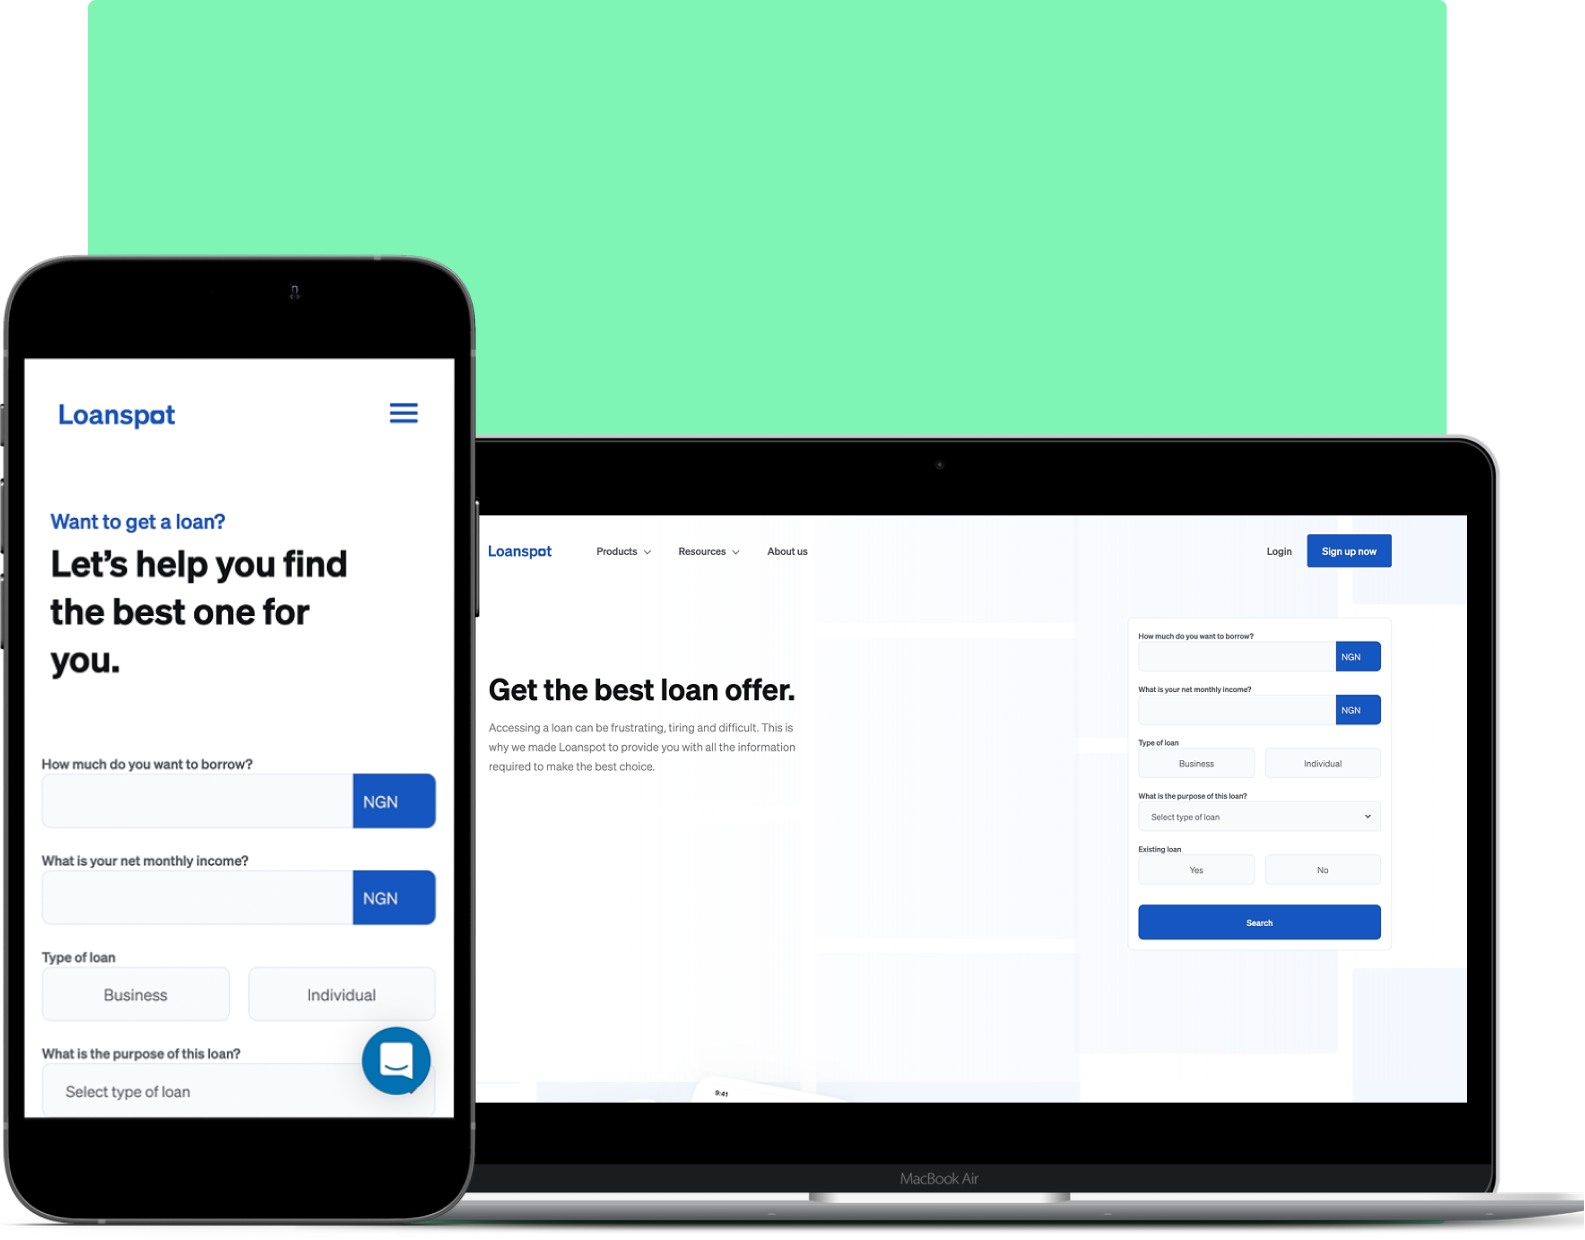 Loanspot
Want to get a loan?
Let's help you find
the best one for
you.
How much do you want to borrow?
NGN
What is your net monthly income?
NGN
Type of loan
Business
Individual
What is the purpose of this loan?
Select type of loan
Loanspot
Products
Resources
About us
Login
Sign up now
Get the best loan offer.
Accessing a loan can be frustrating, tiring and difficult. This is
why we made Loanspot to provide you with all the information
required to make the best choice.
How much do you want to borrow?
NGN
What is your net monthly income?
NGN
Type of loan
Business
Individual
What is the purpose of this loan?
Select type of loan
Existing loan
Yes
No
Search
9:41
MacBook Air